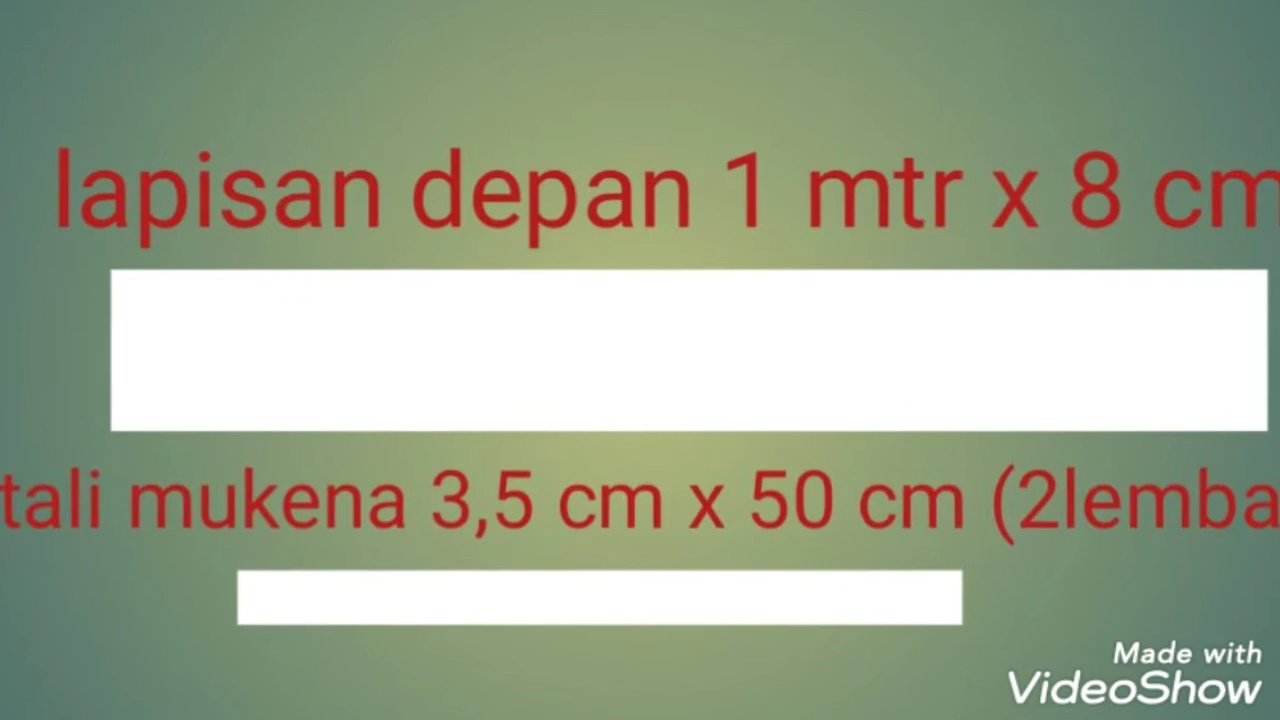 lapisan depan 1 mtr x 8 cm
tali mukena 3,5 cm x 50 cm (2lemba
Made with
VideoShow